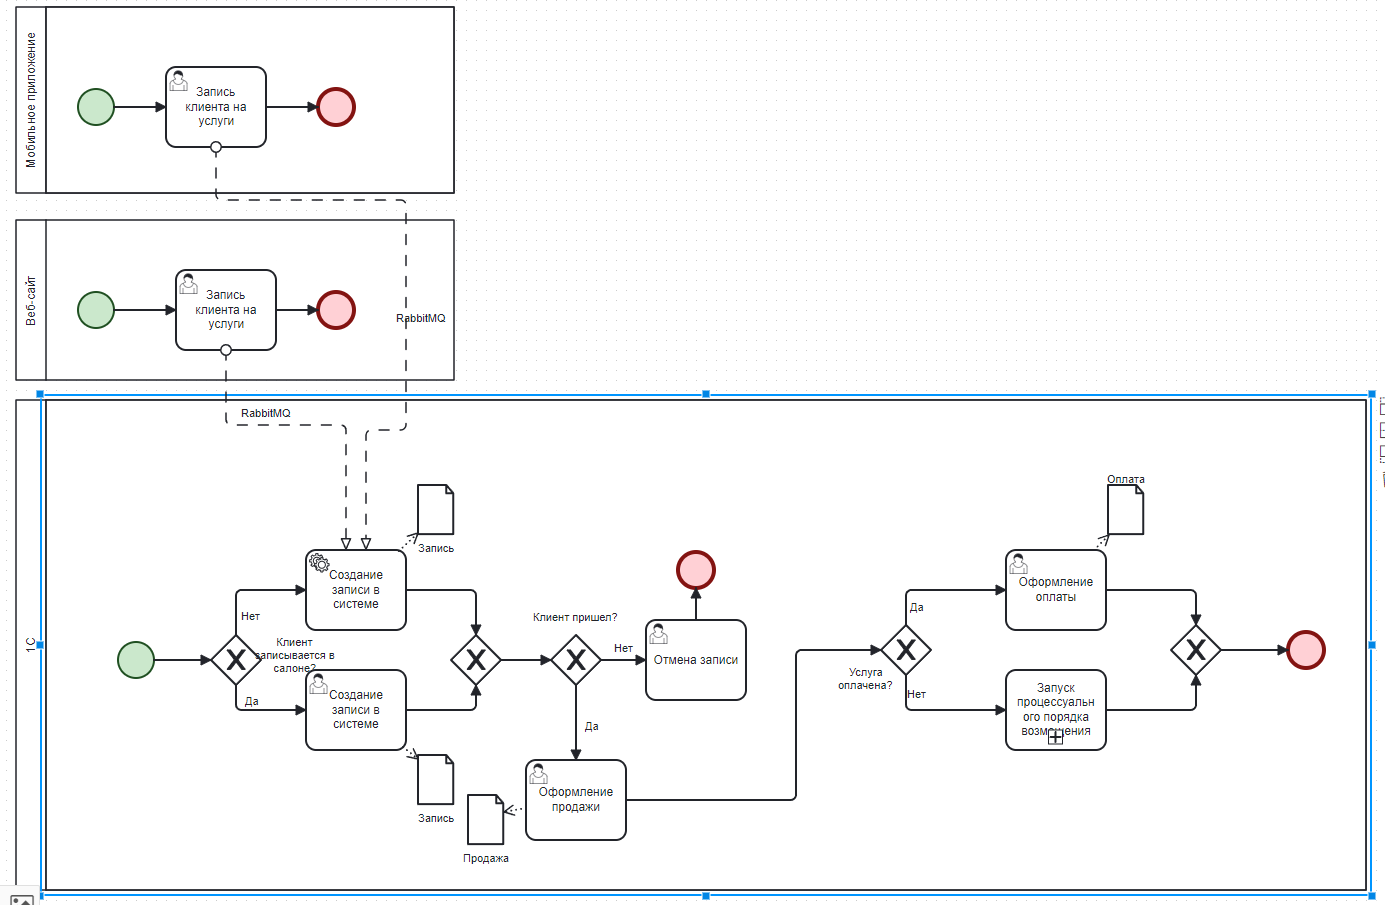 Мобильное приложение
Запись
клиента на
услуги
Веб-сайт
Запись
клиента на
услуги
RabbitMQ
RabbitMQ
1С
Запись
Создание
записи в
системе
Нет
Клиент
записывается в
салоне?
Да
Создание
записи в
системе
Запись
Клиент пришел?
Нет
Отмена записи
Да
Оформление
продажи
Продажа
Услуга
оплачена?
Да
Нет
Оплата
Оформление
оплаты
Запуск
процессуальн
ого порядка
возмещения